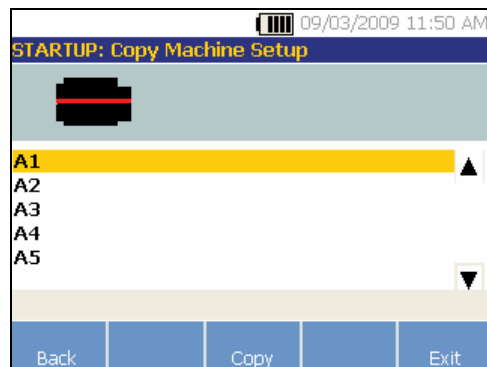 09/03/2009 11:50 AM
STARTUP: Copy Machine Setup
A1
A2
A3
A4
A5
Back Copy Exit